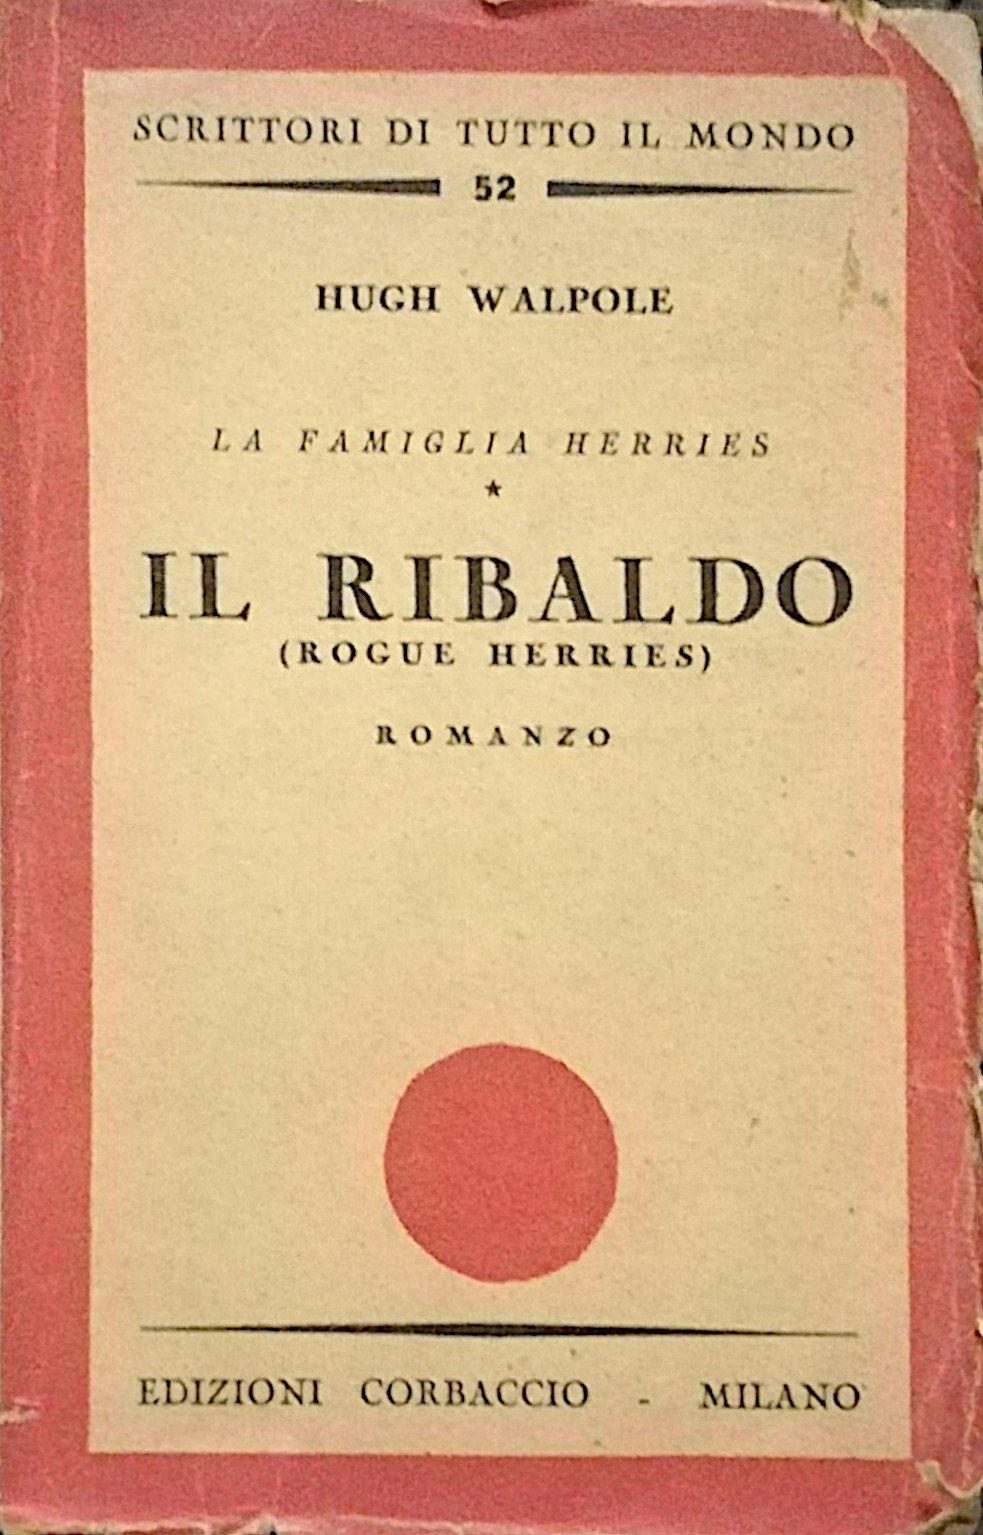 SCRITTORI DI TUTTO IL MONDO
52
HUGH WALPOLE
LA FAMIGLIA HERRIES
★
IL RIBALDO
(ROGUE HERRIES)
ROMANZO
EDIZIONI CORBACCIO - MILANO